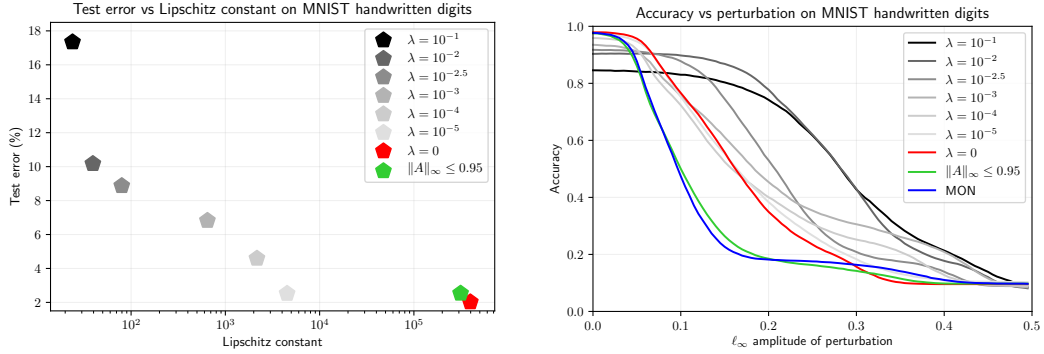 Test error vs Lipschitz constant on MNIST handwritten digits
18
16
14
12
10
8
6
4
2
Test error (%)
10²
10³
10⁴
10⁵
Lipschitz constant
λ = 10⁻¹
λ = 10⁻²
λ = 10⁻²·⁵
λ = 10⁻³
λ = 10⁻⁴
λ = 10⁻⁵
λ = 0
‖A‖∞ ≤ 0.95
Accuracy vs perturbation on MNIST handwritten digits
1.0
0.8
0.6
0.4
0.2
0.0
Accuracy
0.0
0.1
0.2
0.3
0.4
0.5
ℓ∞ amplitude of perturbation
λ = 10⁻¹
λ = 10⁻²
λ = 10⁻²·⁵
λ = 10⁻³
λ = 10⁻⁴
λ = 10⁻⁵
λ = 0
‖A‖∞ ≤ 0.95
MON